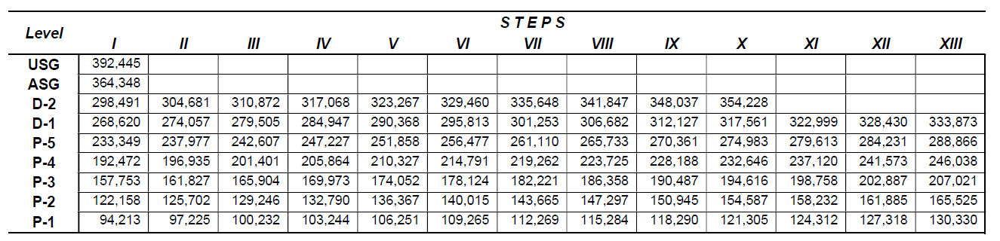 S T E P S
Level I II III IV V VI VII VIII IX X XI XII XIII
USG 392,445
ASG 364,348
D-2 298,491 304,681 310,872 317,068 323,267 329,460 335,648 341,847 348,037 354,228
D-1 268,620 274,057 279,505 284,947 290,368 295,813 301,253 306,682 312,127 317,561 322,999 328,430 333,873
P-5 233,349 237,977 242,607 247,227 251,858 256,477 261,110 265,733 270,361 274,983 279,613 284,231 288,866
P-4 192,472 196,935 201,401 205,864 210,327 214,791 219,262 223,725 228,188 232,646 237,120 241,573 246,038
P-3 157,753 161,827 165,904 169,973 174,052 178,124 182,221 186,358 190,487 194,616 198,758 202,887 207,021
P-2 122,158 125,702 129,246 132,790 136,367 140,015 143,665 147,297 150,945 154,587 158,232 161,885 165,525
P-1 94,213 97,225 100,232 103,244 106,251 109,265 112,269 115,284 118,290 121,305 124,312 127,318 130,330